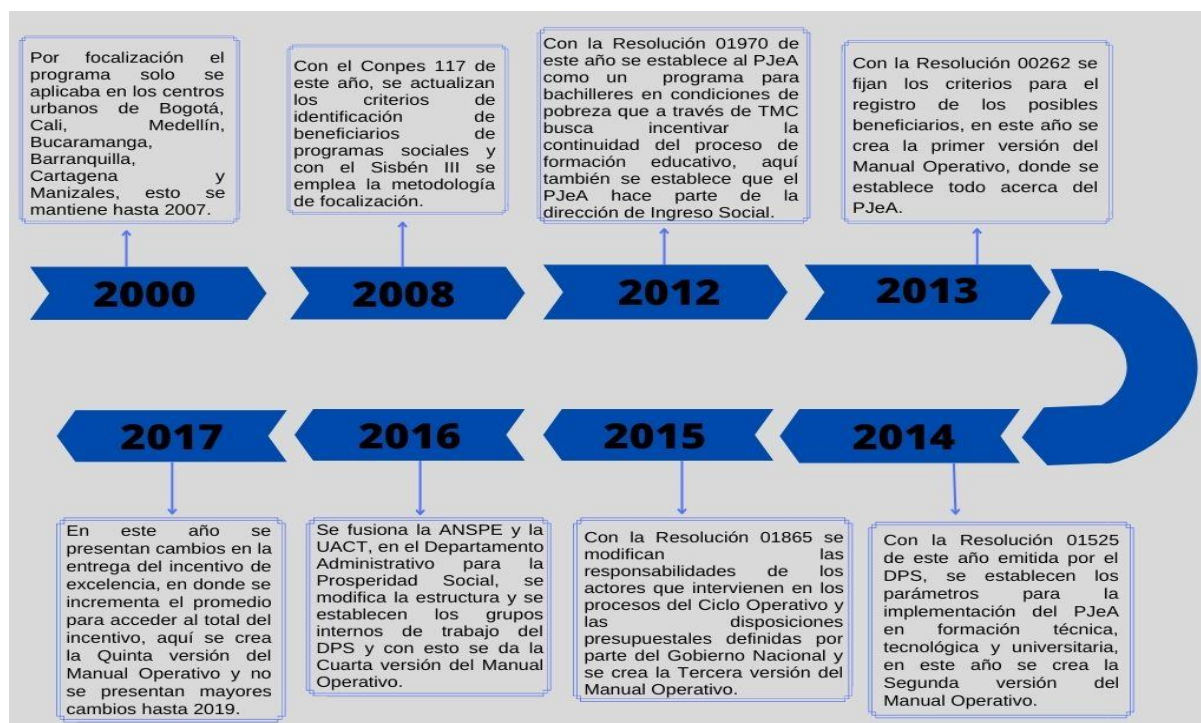 Por focalización el
programa solo se
aplicaba en los centros
urbanos de Bogotá,
Cali, Medellín,
Bucaramanga,
Barranquilla,
Cartagena y
Manizales, esto se
mantiene hasta 2007.
Con el Conpes 117 de
este año, se actualizan
los criterios de
identificación de
beneficiarios de
programas sociales y
con el Sisbén III se
emplea la metodología
de focalización.
Con la Resolución 01970 de
este año se establece al PJeA
como un programa para
bachilleres en condiciones de
pobreza que a través de TMC
busca incentivar la
continuidad del proceso de
formación educativo, aquí
también se establece que el
PJeA hace parte de la
dirección de Ingreso Social.
Con la Resolución 00262 se
fijan los criterios para el
registro de los posibles
beneficiarios, en este año se
crea la primer versión del
Manual Operativo, donde se
establece todo acerca del
PJeA.
2000
2008
2012
2013
2014
2015
2016
2017
Con la Resolución 01525
de este año emitida por el
DPS, se establecen los
parámetros para la
implementación del PJeA
en formación técnica,
tecnológica y universitaria,
en este año se crea la
Segunda versión del
Manual Operativo.
Con la Resolución 01865 se
modifican las
responsabilidades de los
actores que intervienen en los
procesos del Ciclo Operativo y
las disposiciones
presupuestales definidas por
parte del Gobierno Nacional y
se crea la Tercera versión del
Manual Operativo.
Se fusiona la ANSPE y la
UACT, en el Departamento
Administrativo para la
Prosperidad Social, se
modifica la estructura y se
establecen los grupos
internos de trabajo del
DPS y con esto se da la
Cuarta versión del Manual
Operativo.
En este año se
presentan cambios en la
entrega del incentivo de
excelencia, en donde se
incrementa el promedio
para acceder al total del
incentivo, aquí se crea
la Quinta versión del
Manual Operativo y no
se presentan mayores
cambios hasta 2019.